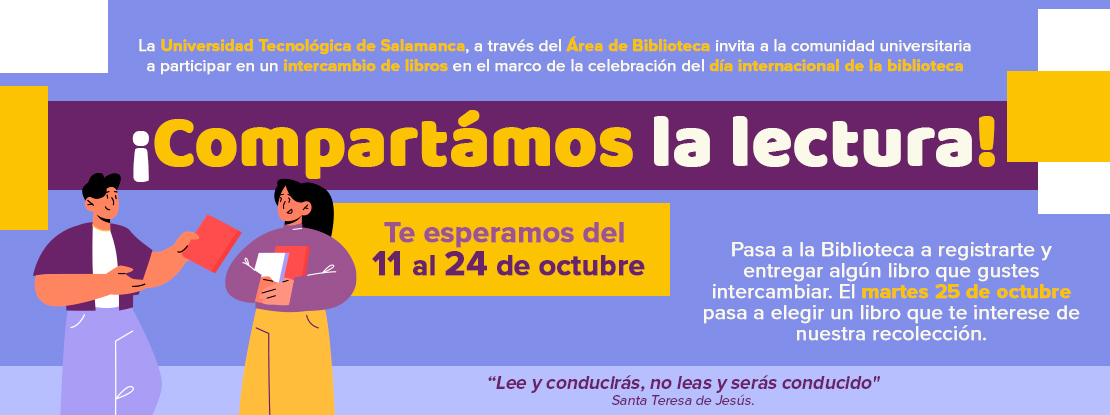 La Universidad Tecnológica de Salamanca, a través del Área de Biblioteca invita a la comunidad universitaria
a participar en un intercambio de libros en el marco de la celebración del día internacional de la biblioteca
¡Compartámos la lectura!
Te esperamos del
11 al 24 de octubre
Pasa a la Biblioteca a registrarte y
entregar algún libro que gustes
intercambiar. El martes 25 de octubre
pasa a elegir un libro que te interese de
nuestra recolección.
“Lee y conducirás, no leas y serás conducido"
Santa Teresa de Jesús.